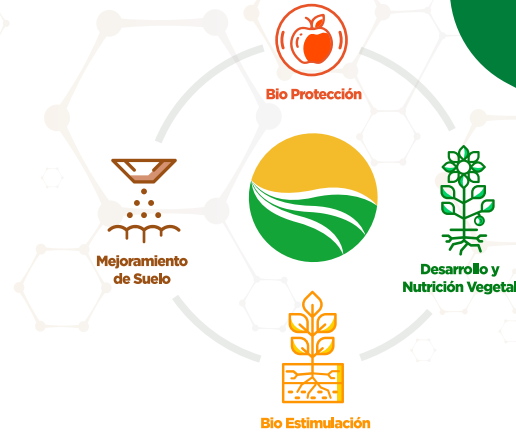 Bio Protección
Mejoramiento
de Suelo
Desarrollo y
Nutrición Vegetal
Bio Estimulación